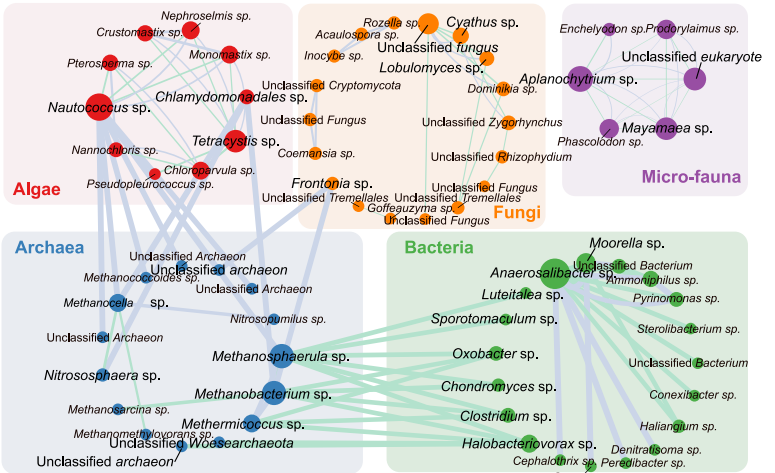 Nephroselmis sp.
Crustomastix sp.
Monomastix sp.
Pterosperma sp.
Chlamydomonadales sp.
Nautococcus sp.
Tetracystis sp.
Nannochloris sp.
Chloroparvula sp.
Pseudopleurococcus sp.
Algae
Rozella sp.
Cyathus sp.
Acaulospora sp.
Unclassified fungus
Inocybe sp.
Lobulomyces sp.
Unclassified Cryptomycota
Dominikia sp.
Unclassified Fungus
Unclassified Zygorhynchus
Coemansia sp.
Unclassified Rhizophydium
Frontonia sp.
Unclassified Fungus
Unclassified Tremellales
Unclassified Tremellales
Goffeauzyma sp.
Unclassified Fungus
Fungi
Enchelyodon sp.
Prodorylaimus sp.
Unclassified eukaryote
Aplanochytrium sp.
Mayamaea sp.
Phascolodon sp.
Micro-fauna
Archaea
Unclassified Archaeon
Unclassified archaeon
Methanococcoides sp.
Unclassified Archaeon
Methanocella sp.
Nitrosopumilus sp.
Unclassified Archaeon
Methanosphaerula sp.
Nitrososphaera sp.
Methanobacterium sp.
Methanosarcina sp.
Methermicoccus sp.
Methanomethylovorans sp.
Unclassified Woesearchaeota
Unclassified archaeon
Bacteria
Moorella sp.
Unclassified Bacterium
Anaerosalibacter sp.
Ammoniphilus sp.
Luteitalea sp.
Pyrinomonas sp.
Sporotomaculum sp.
Sterolibacterium sp.
Oxobacter sp.
Unclassified Bacterium
Chondromyces sp.
Conexibacter sp.
Clostridium sp.
Haliangium sp.
Halobacteriovorax sp.
Denitratisoma sp.
Cephalothrix sp.
Peredibacter sp.